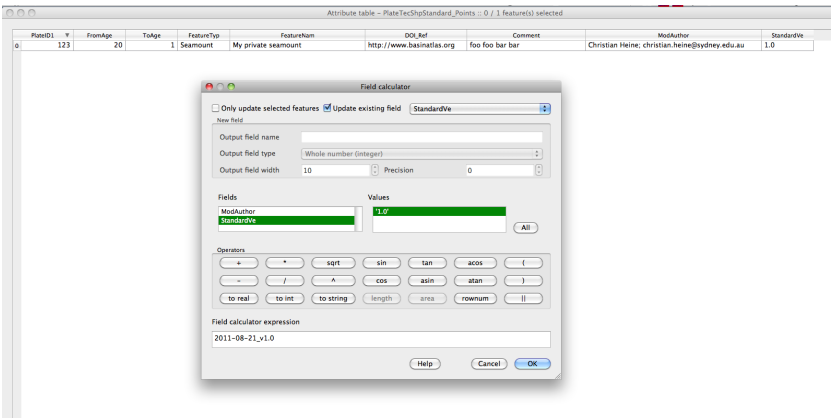 Attribute table - PlateTecShpStandard_Points :: 0 / 1 feature(s) selected
PlateID1 ▼ FromAge ToAge FeatureTyp FeatureNam DOI_Ref Comment ModAuthor StandardVe
0 123 20 1 Seamount My private seamount http://www.basinatlas.org foo foo bar bar Christian Heine; christian.heine@sydney.edu.au 1.0
Field calculator
Only update selected features Update existing field StandardVe
New field
Output field name
Output field type Whole number (integer)
Output field width 10 Precision 0
Fields Values
ModAuthor '1.0'
StandardVe
All
Operators
+ * sqrt sin tan acos (
- / ^ cos asin atan )
to real to int to string length area rownum ||
Field calculator expression
2011-08-21_v1.0
Help Cancel OK